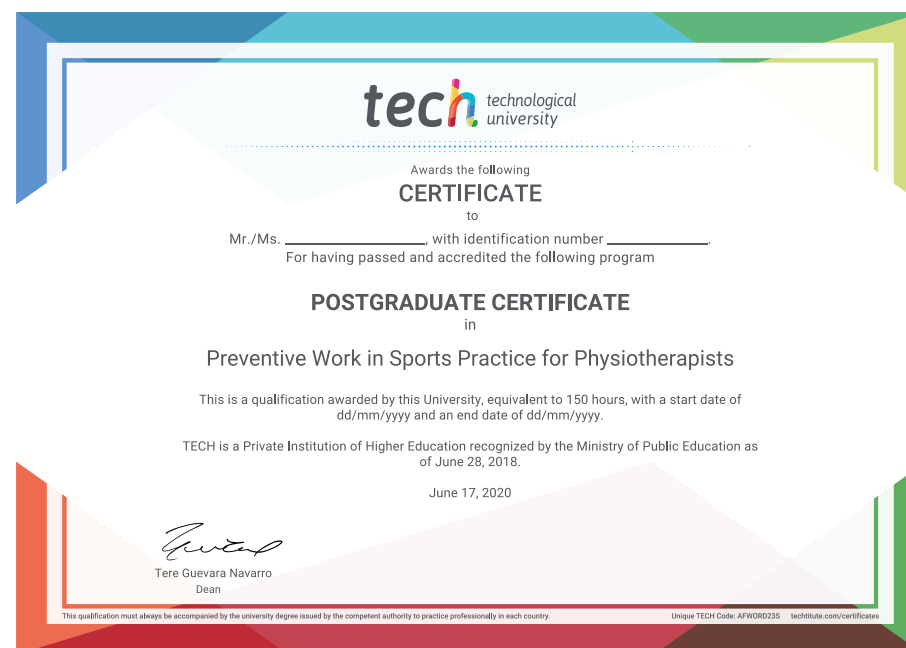 tech technological
university
Awards the following
CERTIFICATE
to
Mr./Ms. ____________________, with identification number ______________.
For having passed and accredited the following program
POSTGRADUATE CERTIFICATE
in
Preventive Work in Sports Practice for Physiotherapists
This is a qualification awarded by this University, equivalent to 150 hours, with a start date of
dd/mm/yyyy and an end date of dd/mm/yyyy.
TECH is a Private Institution of Higher Education recognized by the Ministry of Public Education as
of June 28, 2018.
June 17, 2020
Tere Guevara Navarro
Dean
This qualification must always be accompanied by the university degree issued by the competent authority to practice professionally in each country.
Unique TECH Code: AFWORD23S techtitute.com/certificates